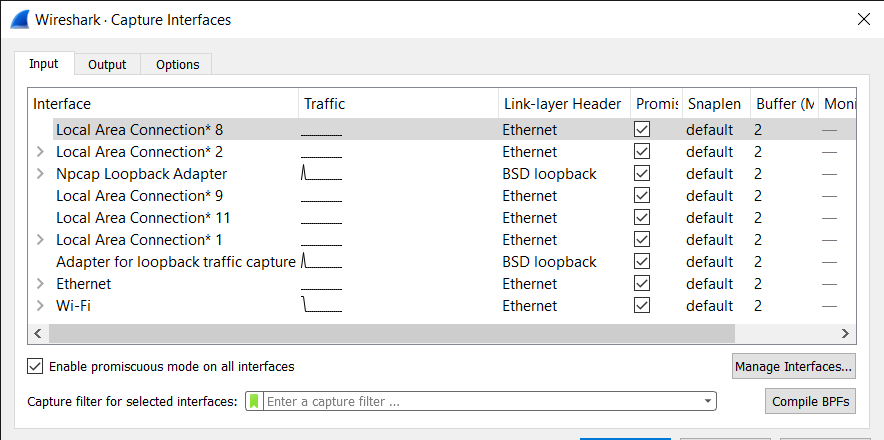 Wireshark · Capture Interfaces
Input Output Options
Interface Traffic Link-layer Header Promis Snaplen Buffer (M Moni
Local Area Connection* 8 Ethernet default 2 —
Local Area Connection* 2 Ethernet default 2 —
Npcap Loopback Adapter BSD loopback default 2 —
Local Area Connection* 9 Ethernet default 2 —
Local Area Connection* 11 Ethernet default 2 —
Local Area Connection* 1 Ethernet default 2 —
Adapter for loopback traffic capture BSD loopback default 2 —
Ethernet Ethernet default 2 —
Wi-Fi Ethernet default 2 —
Enable promiscuous mode on all interfaces Manage Interfaces...
Capture filter for selected interfaces: Enter a capture filter ... Compile BPFs